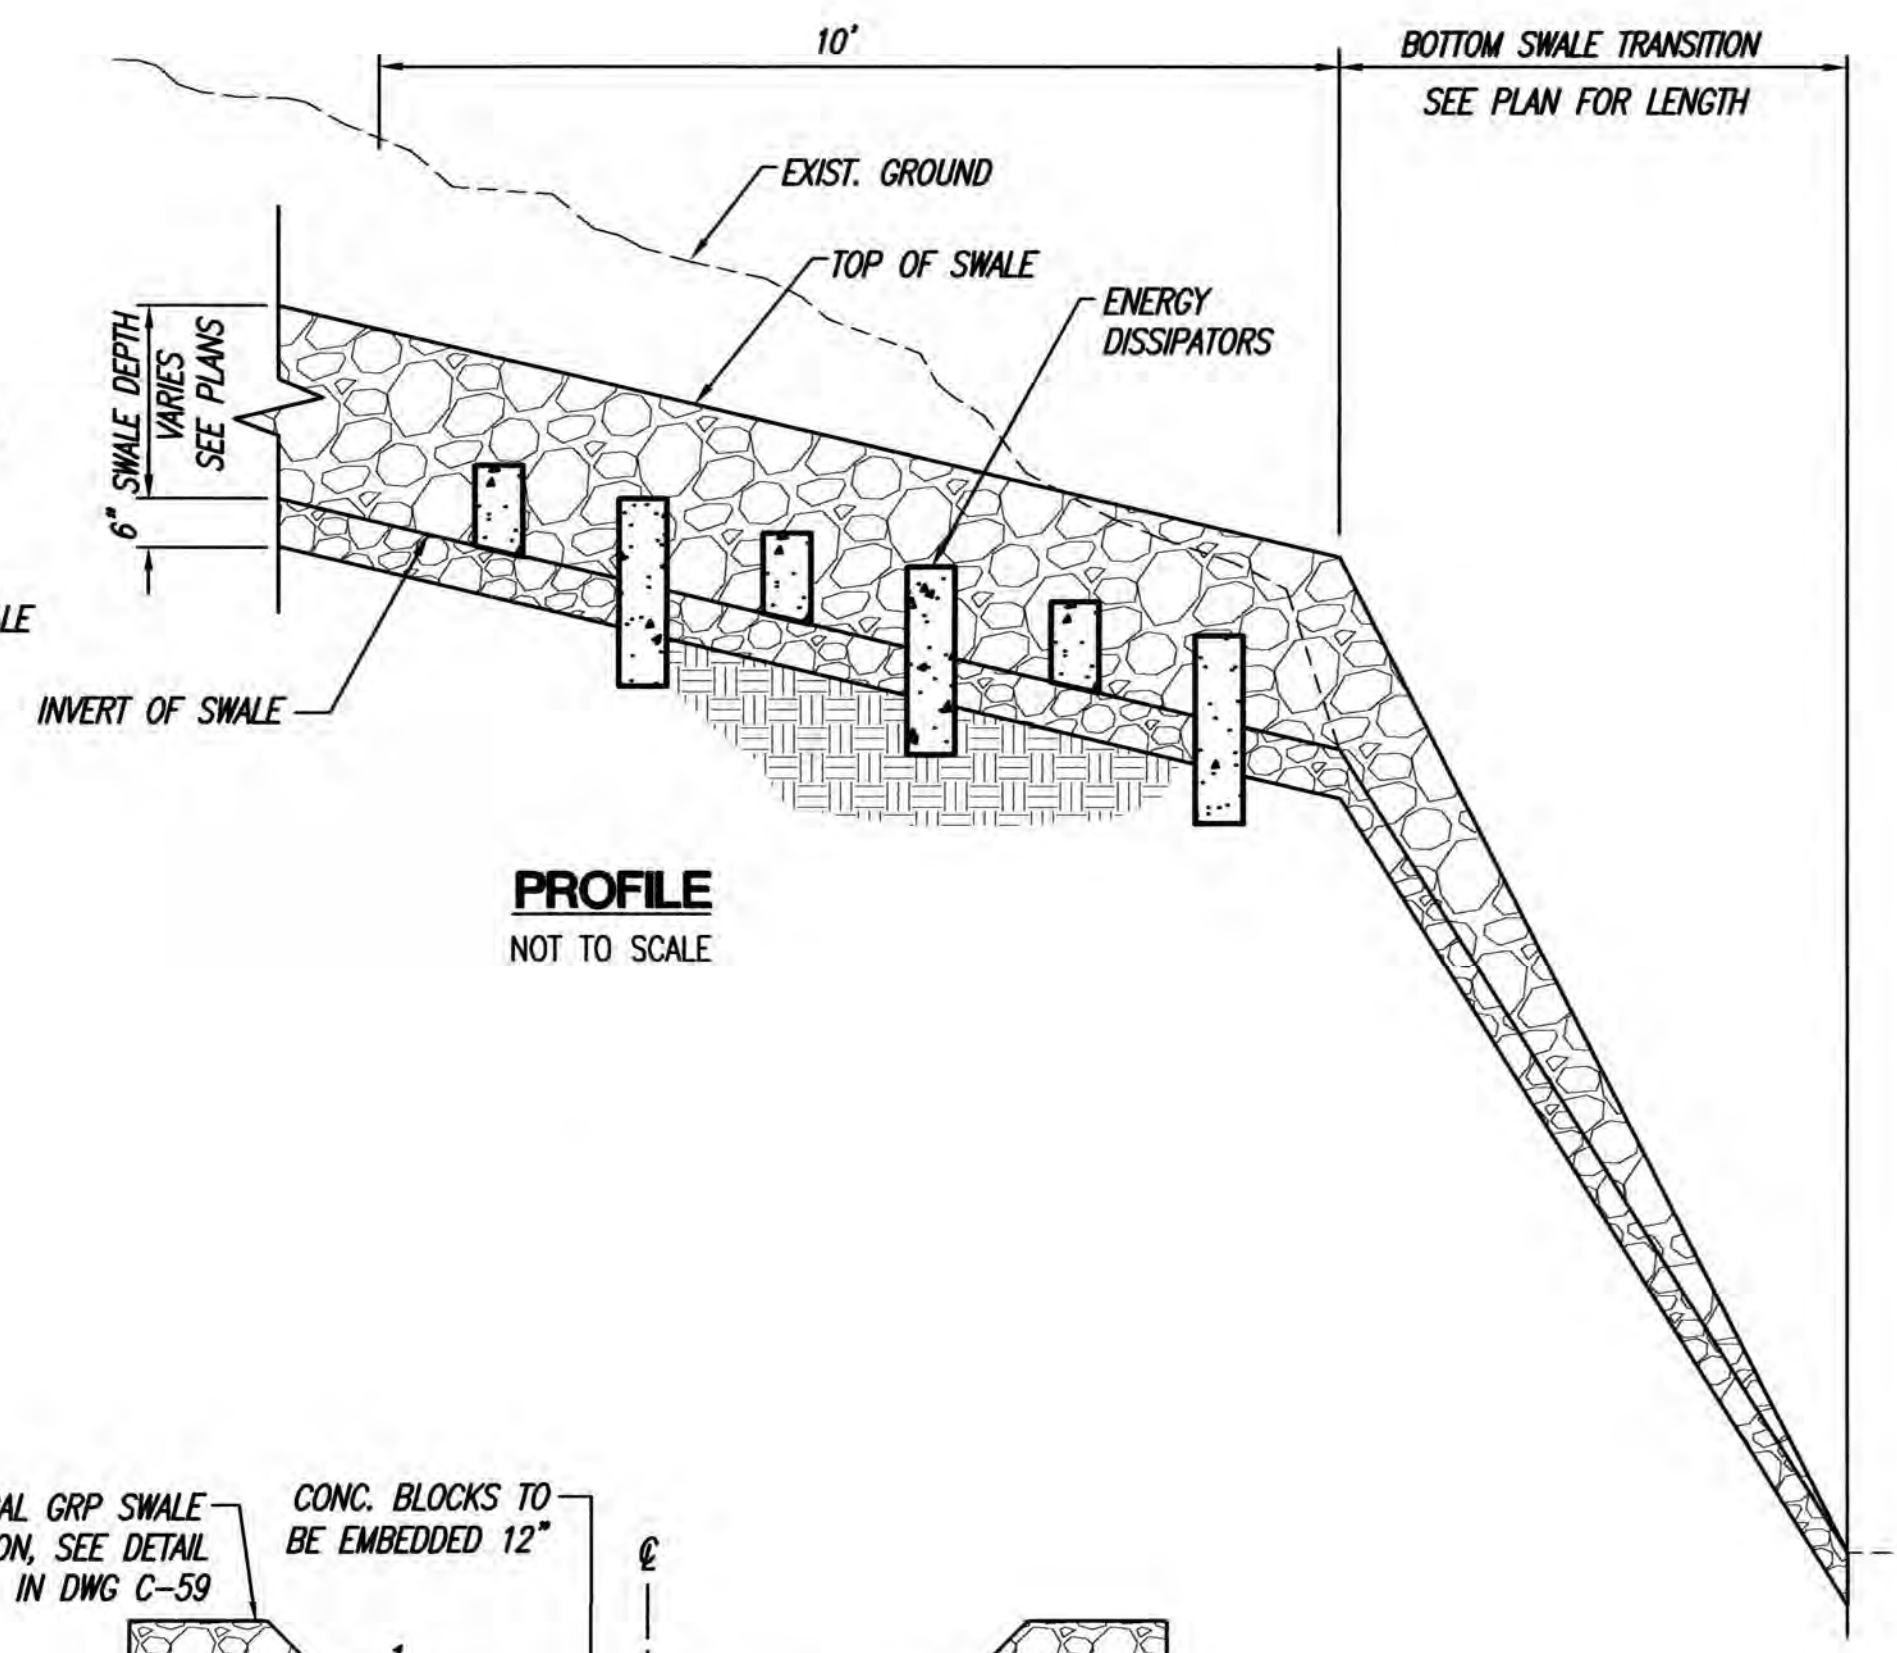 10'
BOTTOM SWALE TRANSITION
SEE PLAN FOR LENGTH
EXIST. GROUND
TOP OF SWALE
ENERGY
DISSIPATORS
SWALE DEPTH
VARIES
SEE PLANS
6"
INVERT OF SWALE
PROFILE
NOT TO SCALE
GRP SWALE
SEE DETAIL
IN DWG C-59
CONC. BLOCKS TO
BE EMBEDDED 12"
℄
1